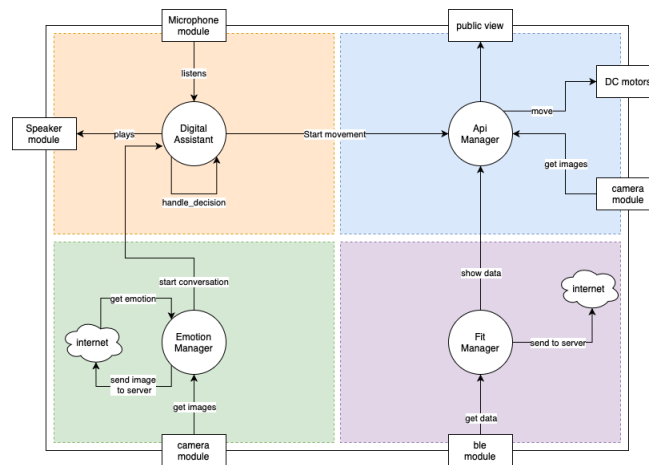 Microphone
module
public view
listens
DC motors
move
Speaker
module
plays
Digital
Assistant
Start movement
Api
Manager
get images
camera
module
handle_decision
start conversation
show data
internet
get emotion
internet
Emotion
Manager
Fit
Manager
send to server
send image
to server
get images
get data
camera
module
ble
module